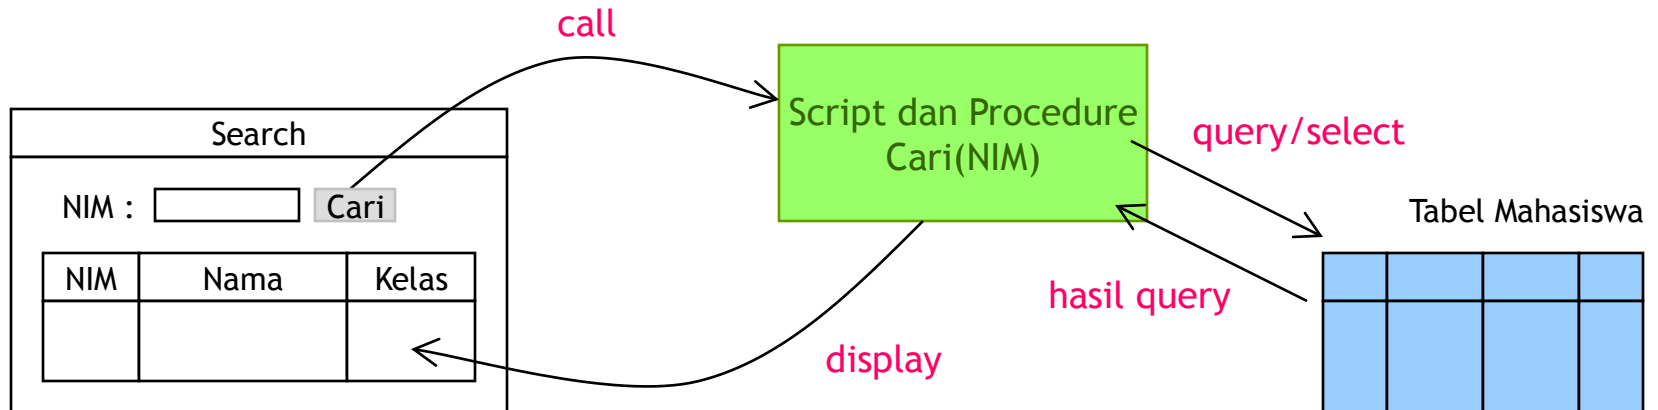 call
Search
NIM :
Cari
NIM
Nama
Kelas
Script dan Procedure
Cari(NIM)
query/select
hasil query
display
Tabel Mahasiswa